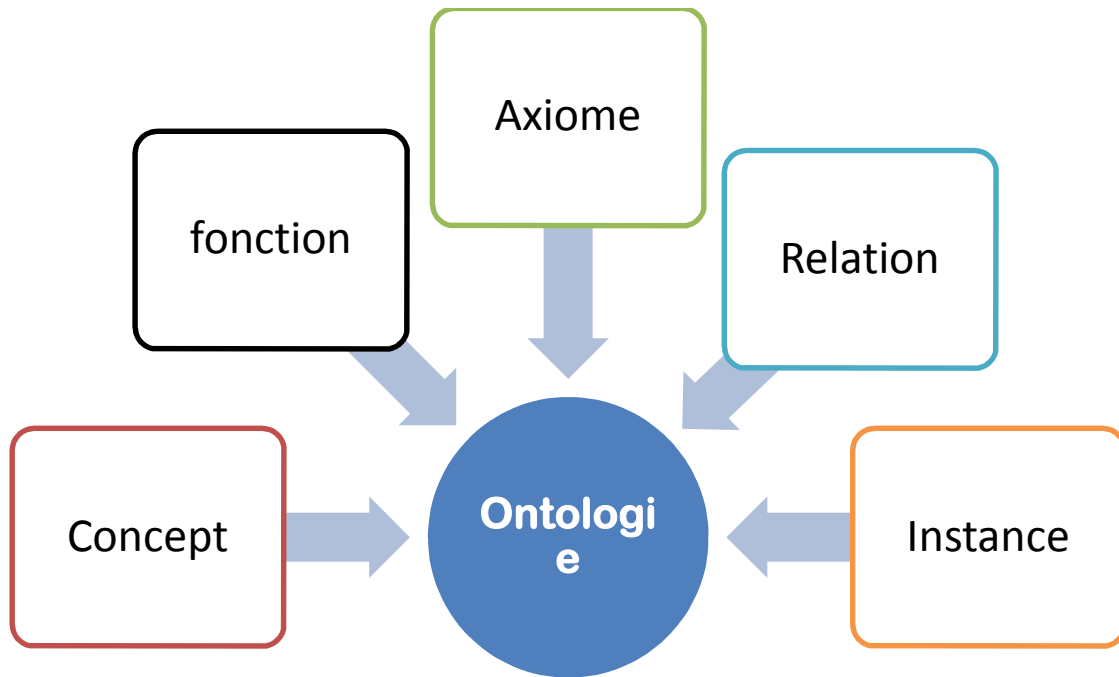 Axiome
fonction
Relation
Concept
Ontologi
e
Instance